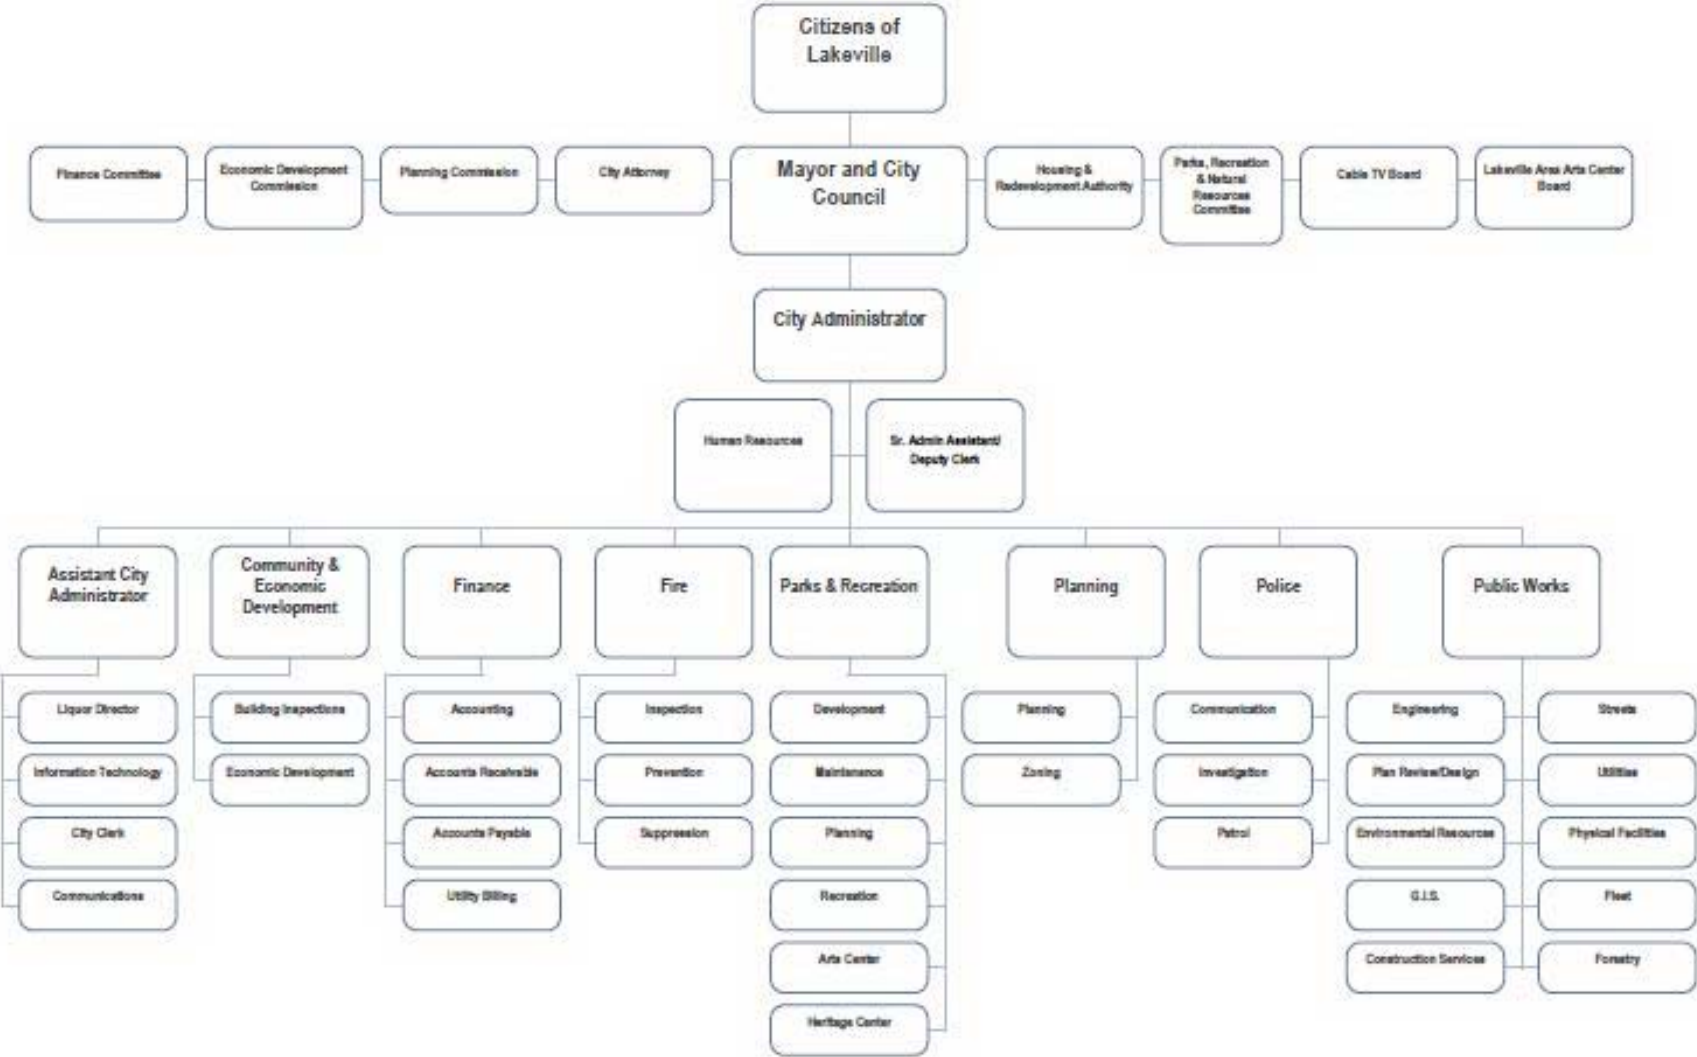 Citizens of
Lakeville
Finance Committee
Economic Development
Commission
Planning Commission
City Attorney
Mayor and City
Council
Housing &
Redevelopment Authority
Parks, Recreation
& Natural
Resources
Committee
Cable TV Board
Lakeville Area Arts Center
Board
City Administrator
Human Resources
Sr. Admin Assistant/
Deputy Clerk
Assistant City
Administrator
Community &
Economic
Development
Finance
Fire
Parks & Recreation
Planning
Police
Public Works
Liquor Director
Information Technology
City Clerk
Communications
Building Inspections
Economic Development
Accounting
Accounts Receivable
Accounts Payable
Utility Billing
Inspection
Prevention
Suppression
Development
Maintenance
Planning
Recreation
Arts Center
Heritage Center
Planning
Zoning
Communication
Investigation
Patrol
Engineering
Plan Review/Design
Environmental Resources
G.I.S.
Construction Services
Streets
Utilities
Physical Facilities
Fleet
Forestry